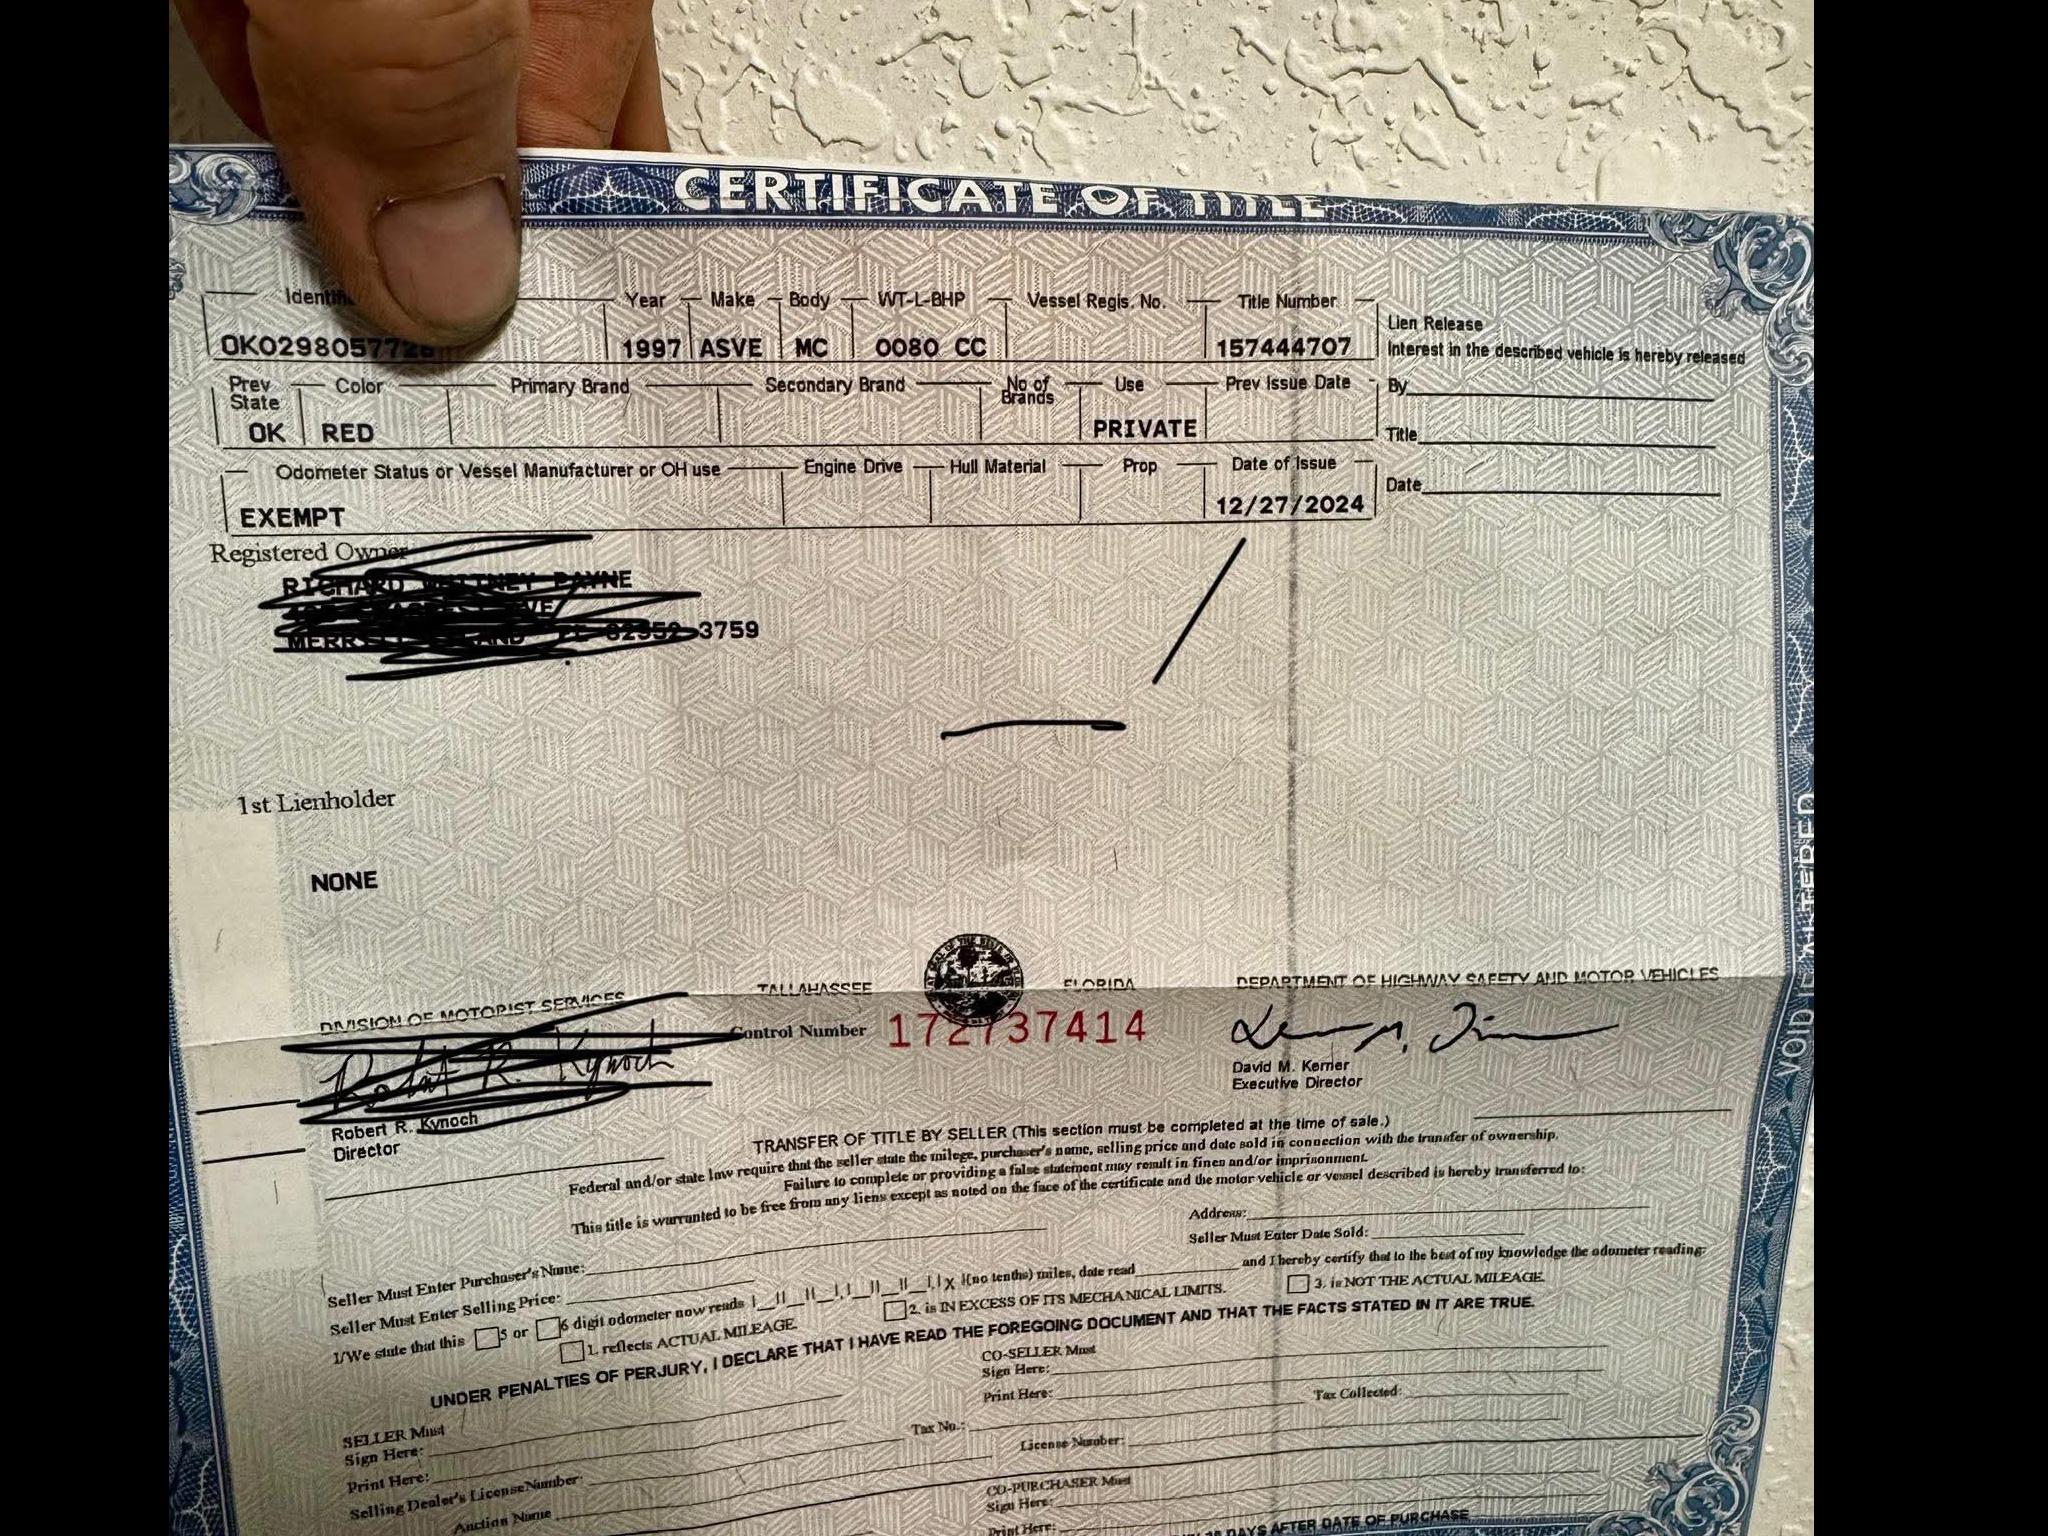 CERTIFICATE OF TITLE
Year Make Body WT-L-BHP Vessel Regis. No. Title Number
Lien Release
Interest in the described vehicle is hereby released
1997 ASVE MC 0080 CC 157444707
Prev State Color Primary Brand Secondary Brand No of Brands Use Prev Issue Date
By
OK RED PRIVATE
Title
Odometer Status or Vessel Manufacturer or OH use Engine Drive Hull Material Prop Date of Issue
Date
EXEMPT 12/27/2024
Registered Owner
3759
1st Lienholder
NONE
DIVISION OF MOTORIST SERVICES TALLAHASSEE FLORIDA DEPARTMENT OF HIGHWAY SAFETY AND MOTOR VEHICLES
Control Number 172737414
Robert R. Kynoch
Director
David M. Kerner
Executive Director
TRANSFER OF TITLE BY SELLER (This section must be completed at the time of sale.)
Federal and/or state law require that the seller state the milege, purchaser's name, selling price and date sold in connection with the transfer of ownership.
Failure to complete or providing a false statement may result in fines and/or imprisonment.
This title is warranted to be free from any liens except as noted on the face of the certificate and the motor vehicle or vessel described is hereby transferred to:
Seller Must Enter Purchaser's Name: Address:
Seller Must Enter Selling Price: Seller Must Enter Date Sold:
I/We state that this 5 or 6 digit odometer now reads X (no tenths) miles, date read and I hereby certify that to the best of my knowledge the odometer reading:
1. reflects ACTUAL MILEAGE. 2. is IN EXCESS OF ITS MECHANICAL LIMITS. 3. is NOT THE ACTUAL MILEAGE.
UNDER PENALTIES OF PERJURY, I DECLARE THAT I HAVE READ THE FOREGOING DOCUMENT AND THAT THE FACTS STATED IN IT ARE TRUE.
SELLER Must
Sign Here:
CO-SELLER Must
Sign Here:
Print Here:
Print Here:
Selling Dealer's License Number: Tax No.: Tax Collected:
Auction Name License Number:
CO-PURCHASER Must
Sign Here:
Print Here:
DAYS AFTER DATE OF PURCHASE
VOID IF ALTERED